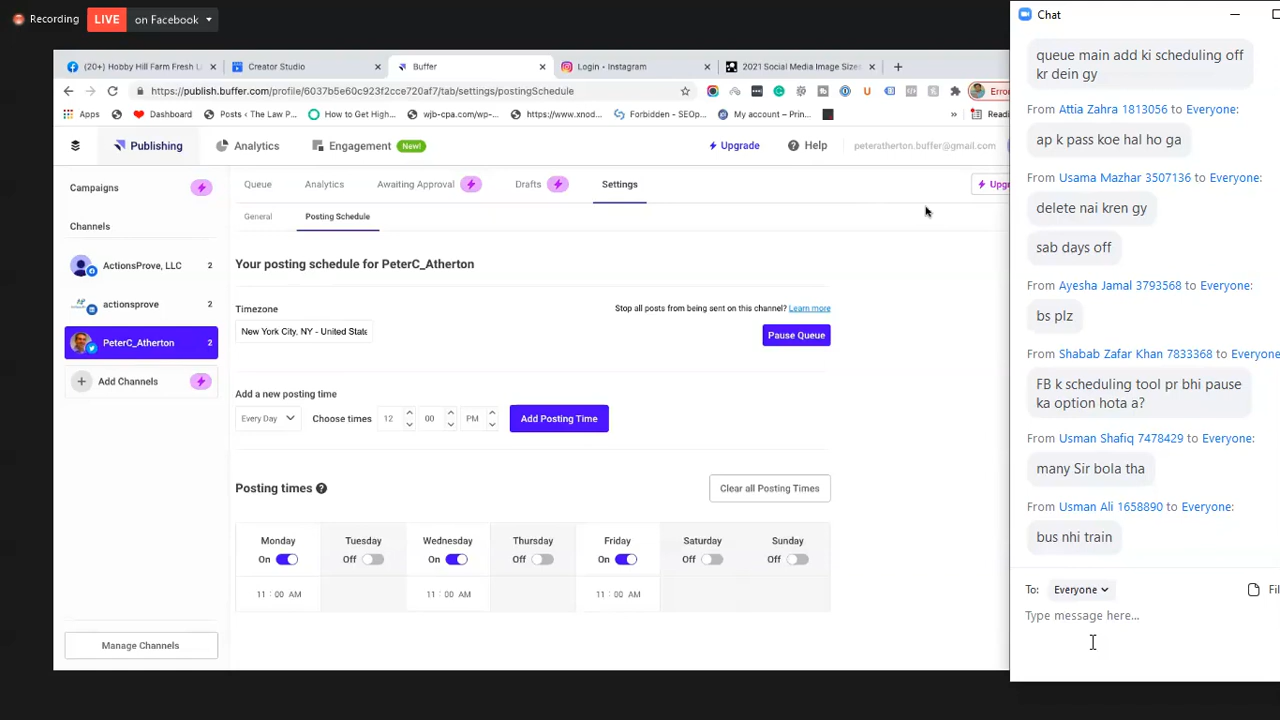 Recording
LIVE on Facebook
(20+) Hobby Hill Farm Fresh L
Creator Studio
Buffer
Login • Instagram
2021 Social Media Image Sizes
https://publish.buffer.com/profile/6037b5e60c923f2cce720af7/tab/settings/postingSchedule
Error
Apps
Dashboard
Posts ‹ The Law P...
How to Get High...
wjb-cpa.com/wp-...
https://www.xnod...
Forbidden - SEOp...
My account – Prin...
»
Readi
Publishing
Analytics
Engagement New!
Upgrade
Help
peteratherton.buffer@gmail.com
Campaigns
Channels
ActionsProve, LLC 2
actionsprove 2
PeterC_Atherton 2
Add Channels
Manage Channels
Queue
Analytics
Awaiting Approval
Drafts
Settings
Upgr
General
Posting Schedule
Your posting schedule for PeterC_Atherton
Timezone
New York City, NY - United State
Stop all posts from being sent on this channel? Learn more
Pause Queue
Add a new posting time
Every Day
Choose times 12 00 PM
Add Posting Time
Posting times ?
Clear all Posting Times
Monday Tuesday Wednesday Thursday Friday Saturday Sunday
On Off On Off On Off Off
11 : 00 AM 11 : 00 AM 11 : 00 AM
Chat
queue main add ki scheduling off
kr dein gy
From Attia Zahra 1813056 to Everyone:
ap k pass koe hal ho ga
From Usama Mazhar 3507136 to Everyone:
delete nai kren gy
sab days off
From Ayesha Jamal 3793568 to Everyone:
bs plz
From Shabab Zafar Khan 7833368 to Everyone
FB k scheduling tool pr bhi pause
ka option hota a?
From Usman Shafiq 7478429 to Everyone:
many Sir bola tha
From Usman Ali 1658890 to Everyone:
bus nhi train
To: Everyone
Fil
Type message here...